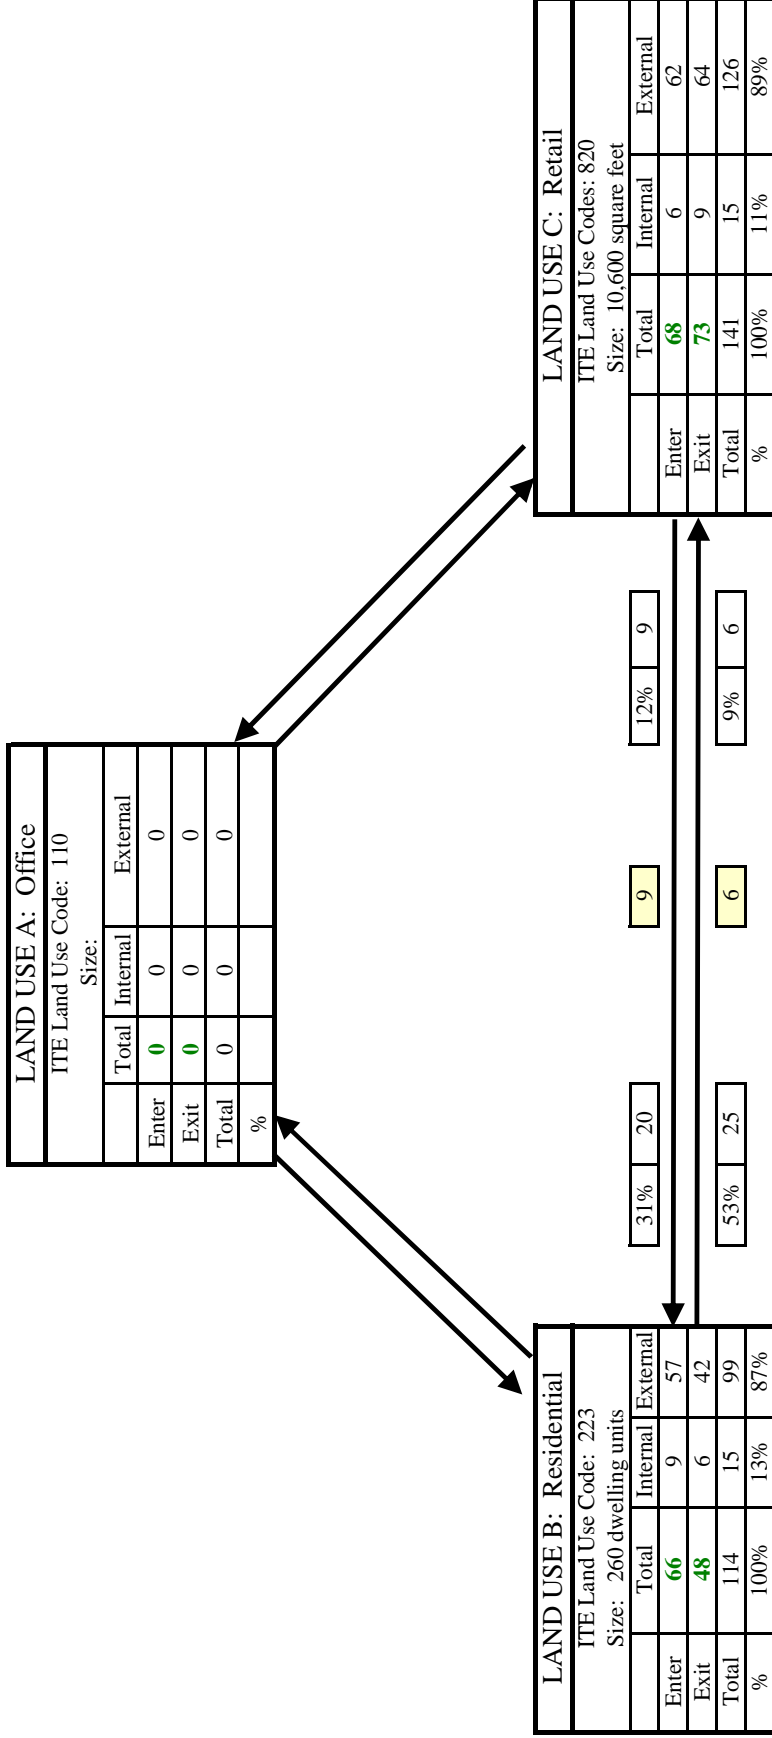 LAND USE A: Office
ITE Land Use Code: 110
Size:
Total Internal External
Enter 0 0 0
Exit 0 0 0
Total 0 0 0
%
LAND USE B: Residential
ITE Land Use Code: 223
Size: 260 dwelling units
Total Internal External
Enter 66 9 57
Exit 48 6 42
Total 114 15 99
% 100% 13% 87%
31% 20
9
12% 9
53% 25
6
9% 6
LAND USE C: Retail
ITE Land Use Codes: 820
Size: 10,600 square feet
Total Internal External
Enter 68 6 62
Exit 73 9 64
Total 141 15 126
% 100% 11% 89%